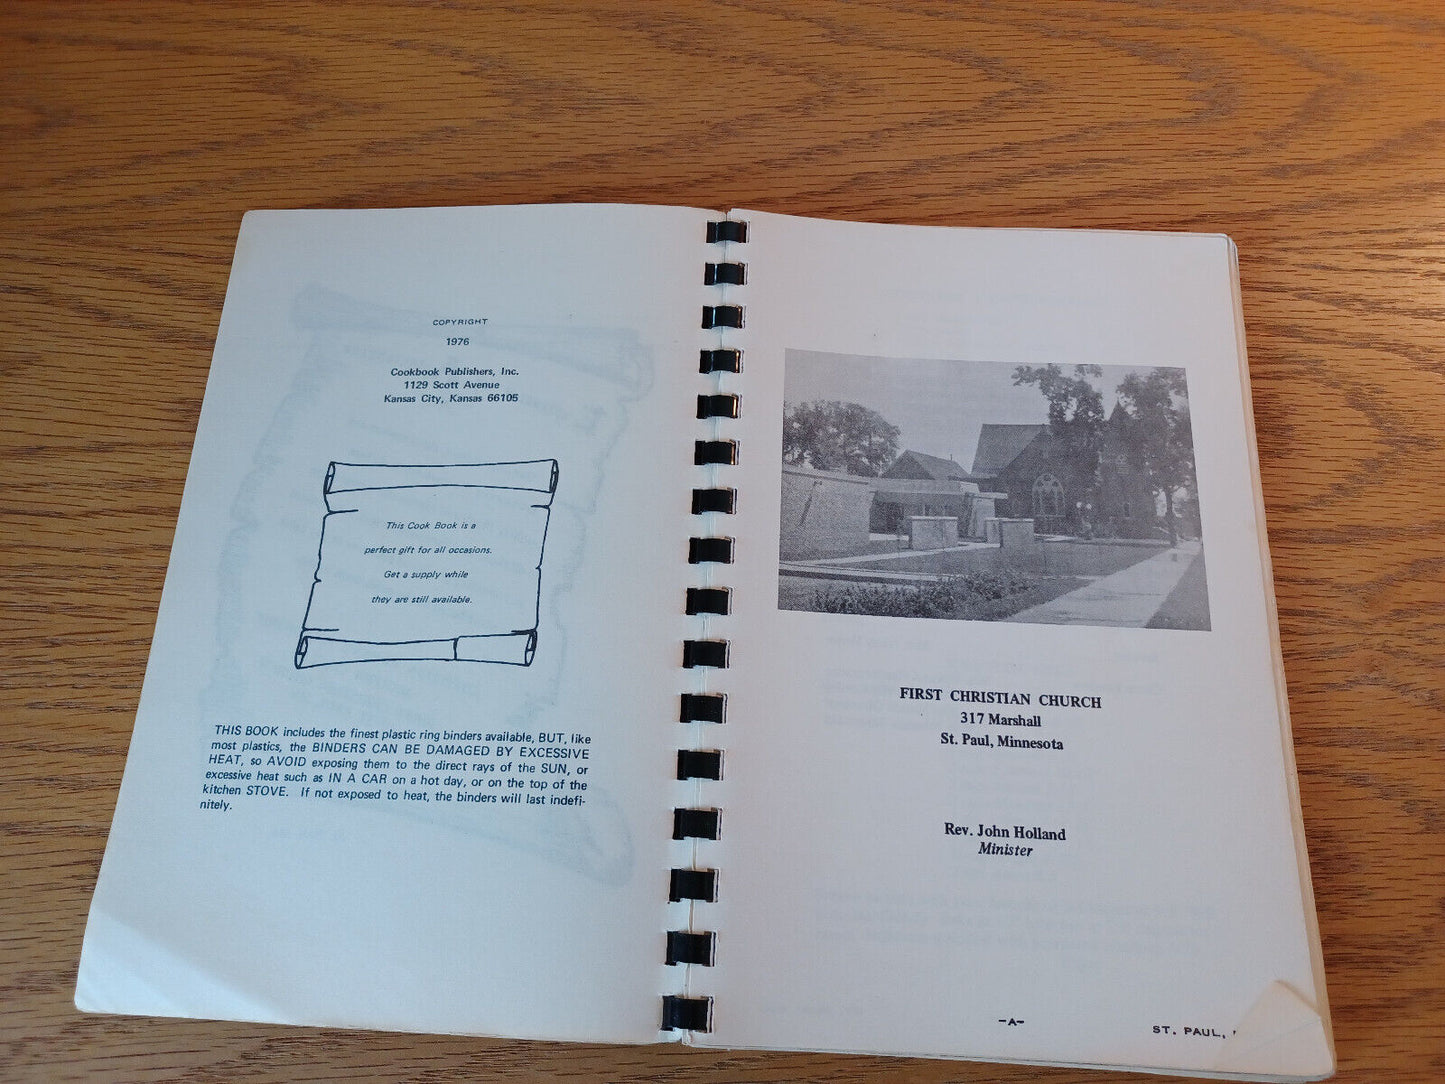 COPYRIGHT
1976
Cookbook Publishers, Inc.
1129 Scott Avenue
Kansas City, Kansas 66105
This Cook Book is a
perfect gift for all occasions.
Get a supply while
they are still available.
THIS BOOK includes the finest plastic ring binders available, BUT, like
most plastics, the BINDERS CAN BE DAMAGED BY EXCESSIVE
HEAT, so AVOID exposing them to the direct rays of the SUN, or
excessive heat such as IN A CAR on a hot day, or on the top of the
kitchen STOVE. If not exposed to heat, the binders will last indefi-
nitely.
FIRST CHRISTIAN CHURCH
317 Marshall
St. Paul, Minnesota
Rev. John Holland
Minister
-A-
ST. PAUL,